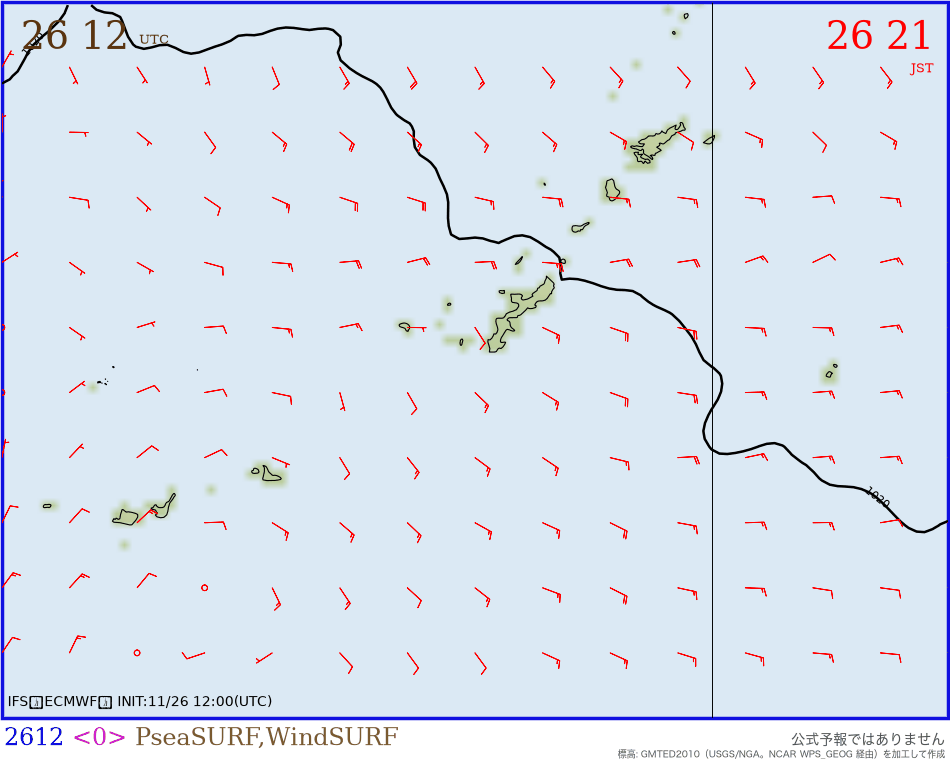 26 12 UTC
26 21
JST
1020
IFS ECMWF INIT:11/26 12:00(UTC)
2612 <0> PseaSURF,WindSURF
公式予報ではありません
標高: GMTED2010（USGS/NGA。NCAR WPS_GEOG 経由）を加工して作成